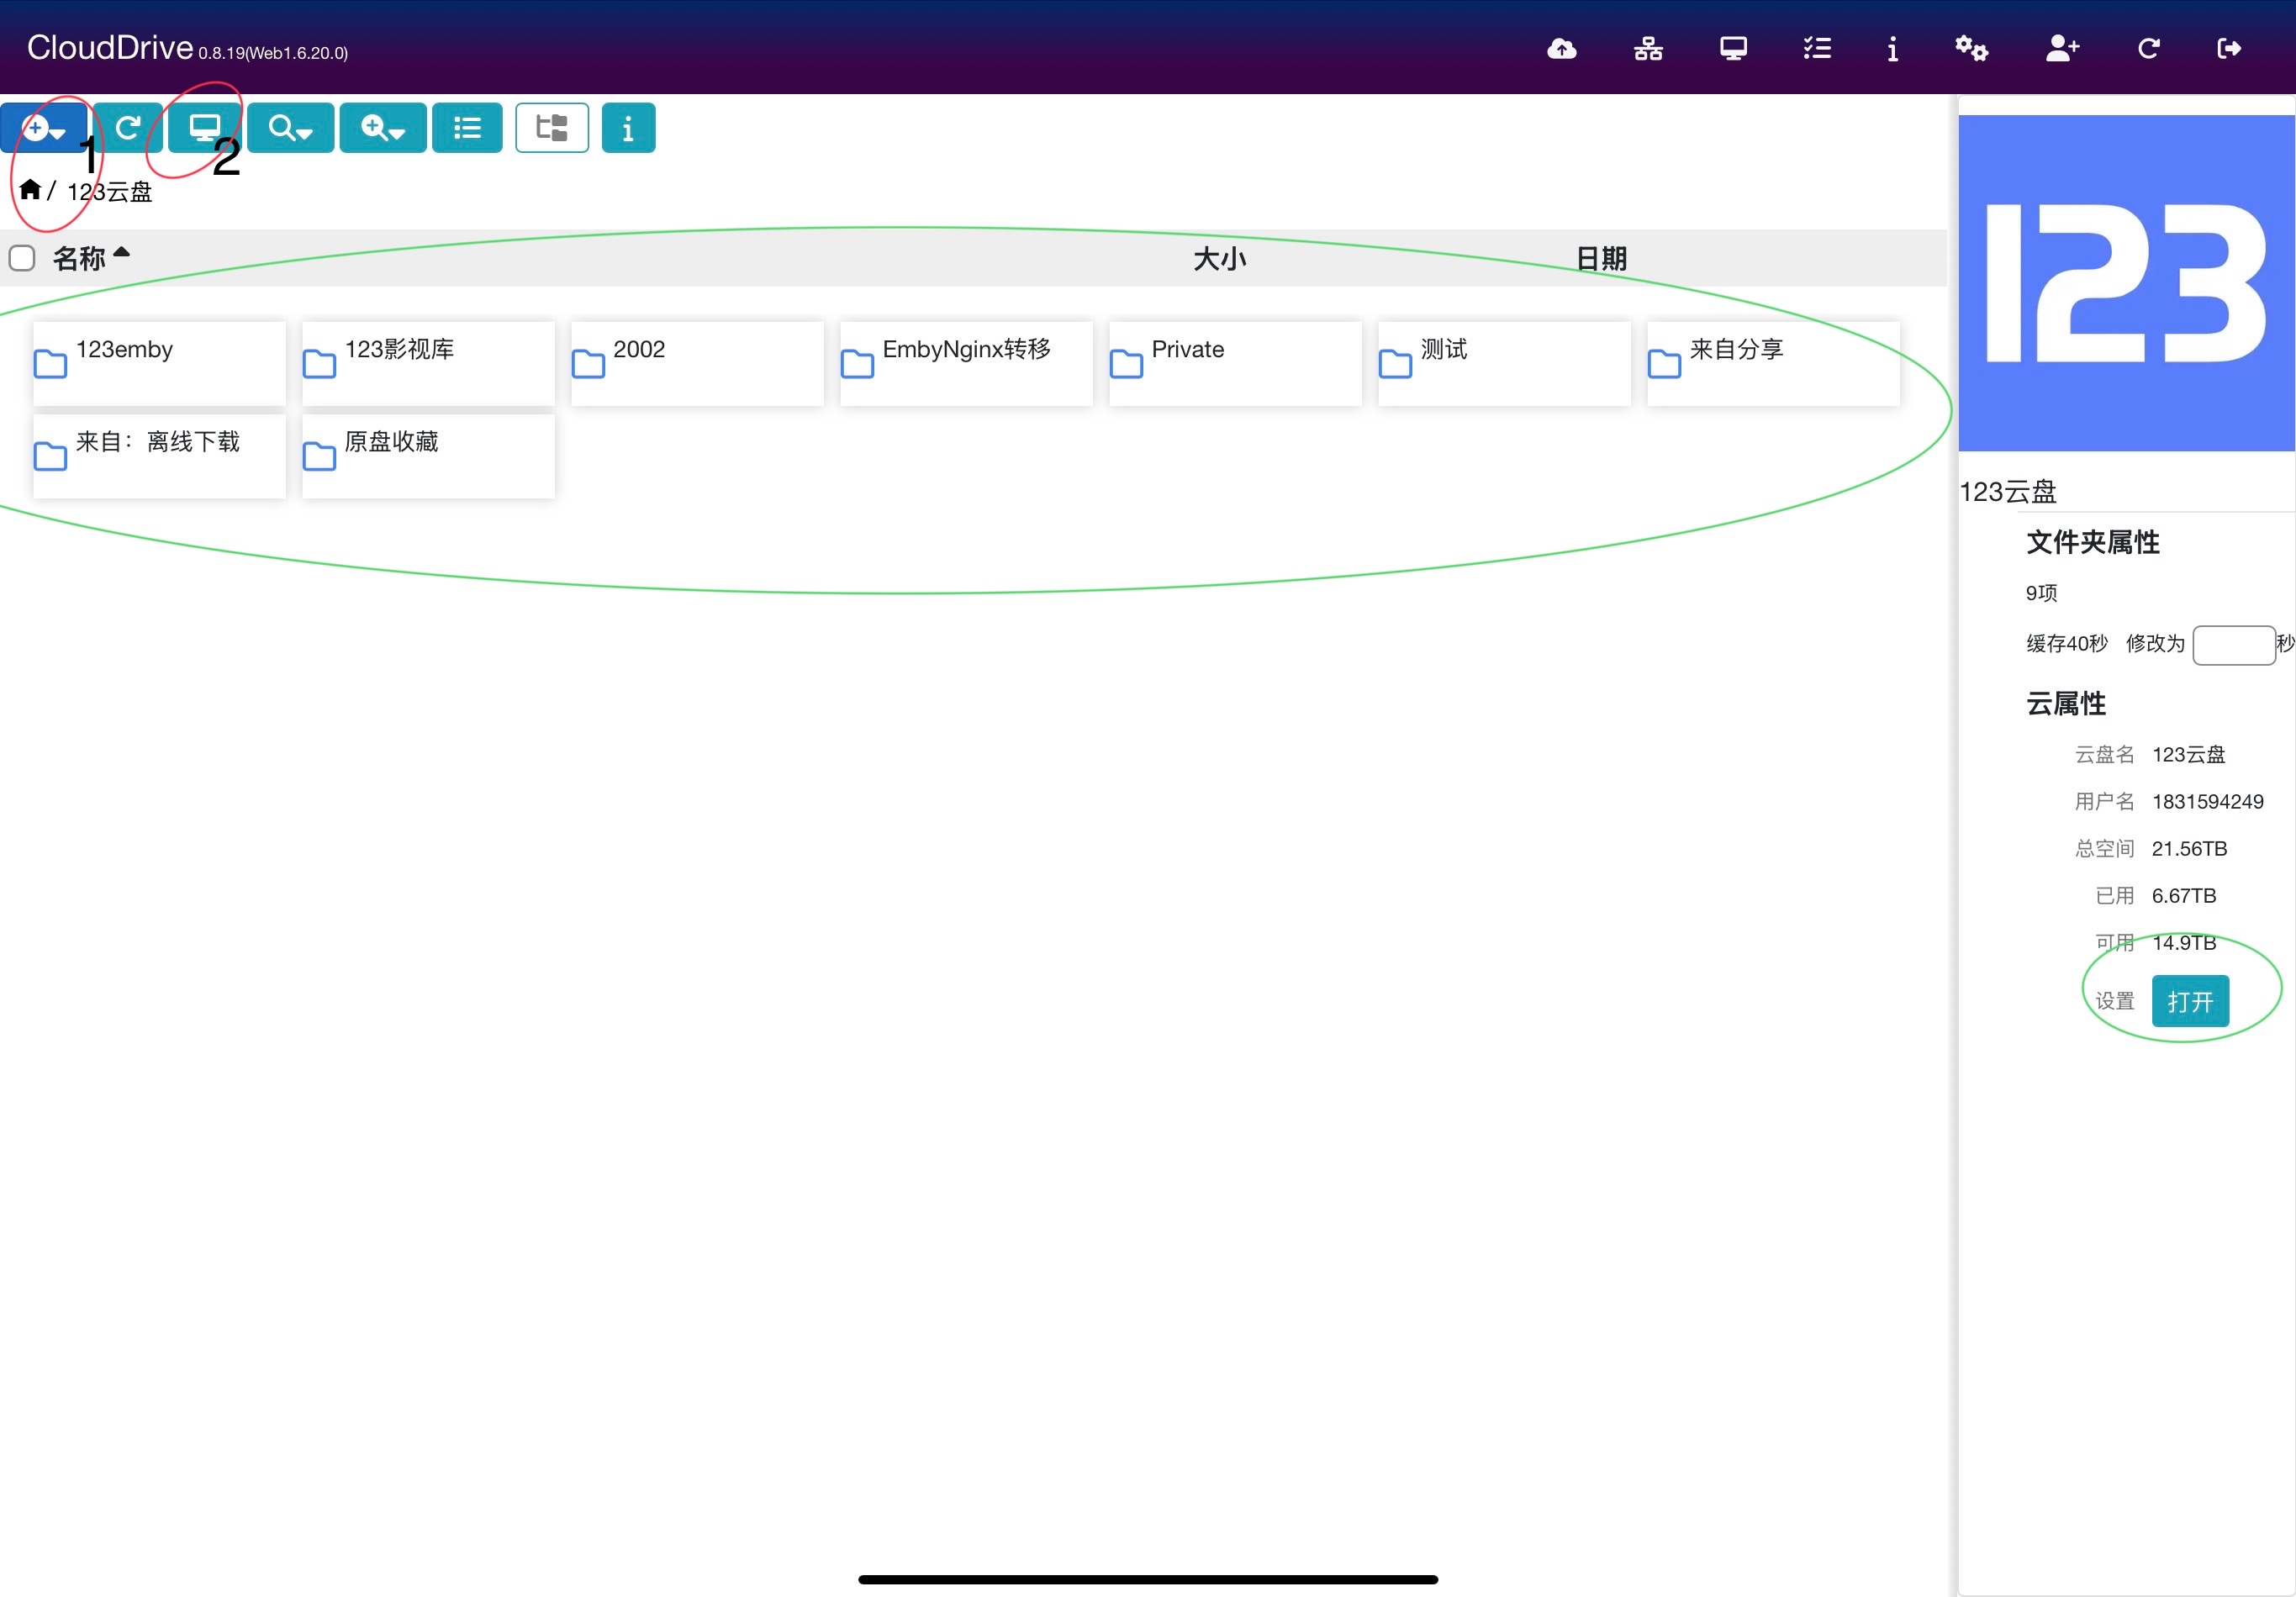 CloudDrive 0.8.19(Web1.6.20.0)
1
2
/ 123云盘
名称 大小 日期
123emby
123影视库
2002
EmbyNginx转移
Private
测试
来自分享
来自：离线下载
原盘收藏
123
123云盘
文件夹属性
9项
缓存40秒 修改为 秒
云属性
云盘名 123云盘
用户名 1831594249
总空间 21.56TB
已用 6.67TB
可用 14.9TB
设置 打开